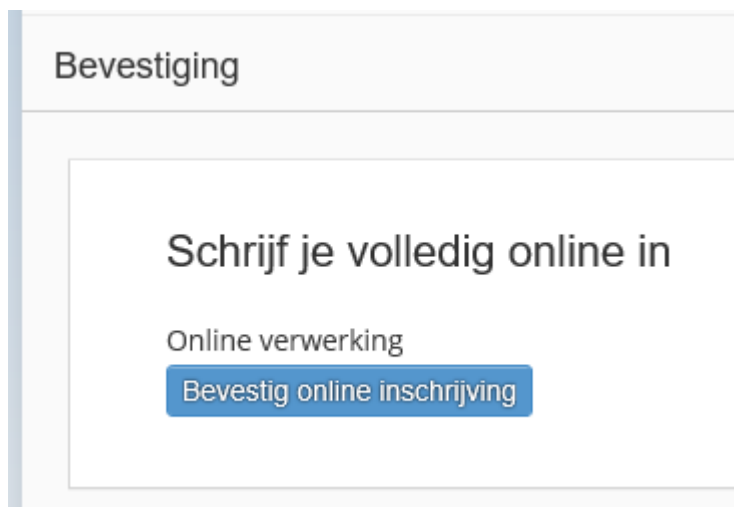 Bevestiging
Schrijf je volledig online in
Online verwerking
Bevestig online inschrijving